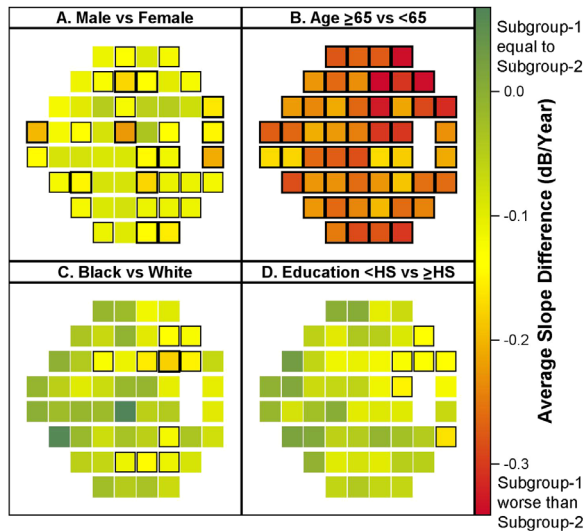 A. Male vs Female
B. Age ≥65 vs <65
Subgroup-1
equal to
Subgroup-2
0.0
-0.1
-0.2
-0.3
Average Slope Difference (dB/Year)
C. Black vs White
D. Education <HS vs ≥HS
Subgroup-1
worse than
Subgroup-2